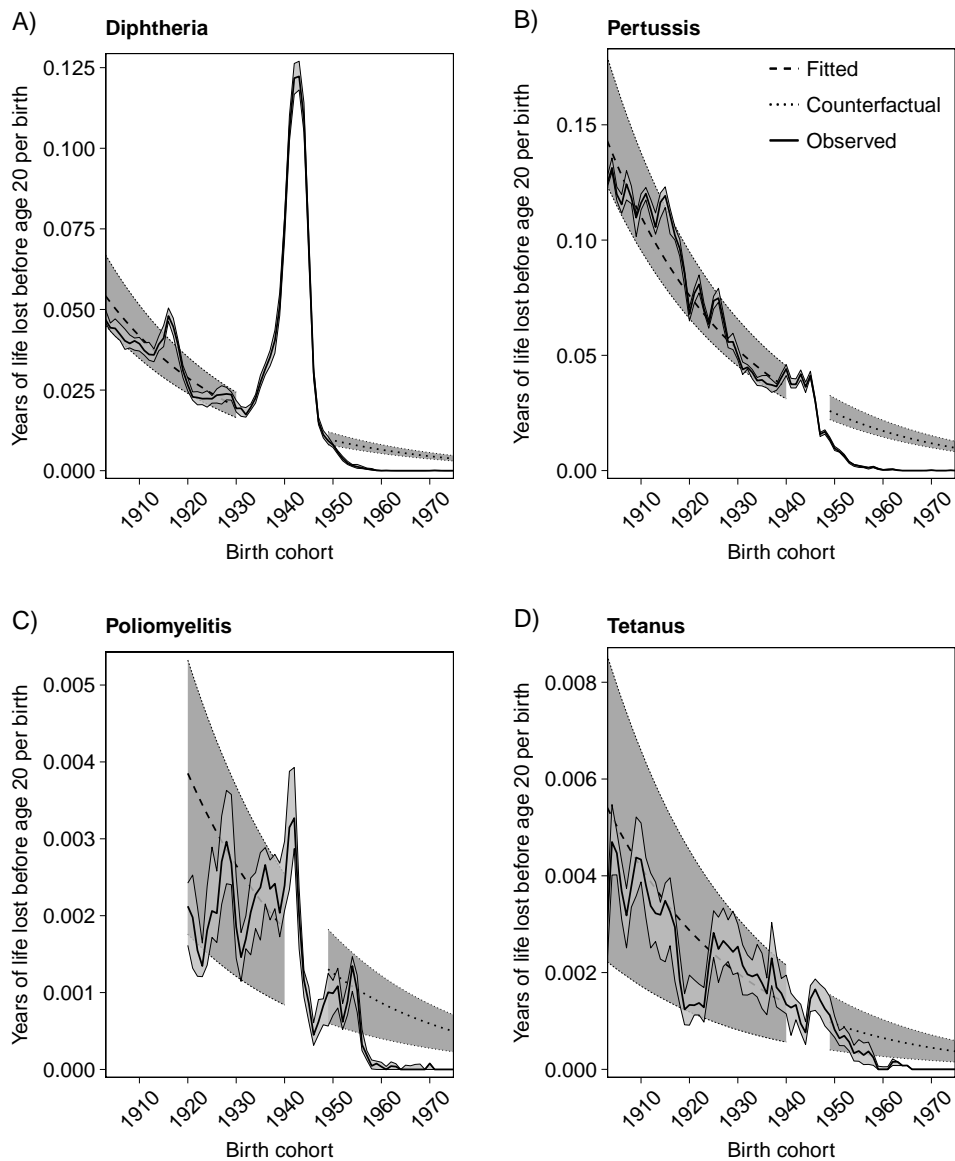 A)
Diphtheria
Years of life lost before age 20 per birth
0.125
0.100
0.075
0.050
0.025
0.000
1910
1920
1930
1940
1950
1960
1970
Birth cohort
B)
Pertussis
Years of life lost before age 20 per birth
0.15
0.10
0.05
0.00
Fitted
Counterfactual
Observed
1910
1920
1930
1940
1950
1960
1970
Birth cohort
C)
Poliomyelitis
Years of life lost before age 20 per birth
0.005
0.004
0.003
0.002
0.001
0.000
1910
1920
1930
1940
1950
1960
1970
Birth cohort
D)
Tetanus
Years of life lost before age 20 per birth
0.008
0.006
0.004
0.002
0.000
1910
1920
1930
1940
1950
1960
1970
Birth cohort